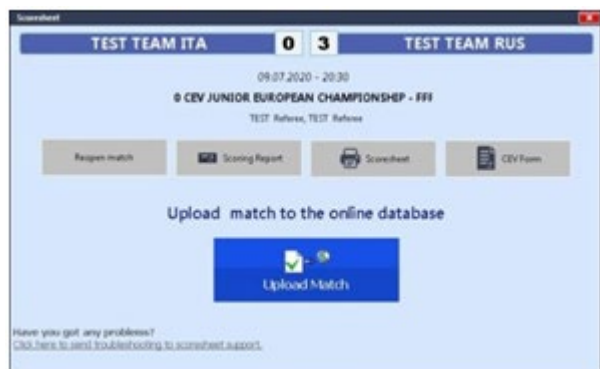 Scoresheet
TEST TEAM ITA 0 3 TEST TEAM RUS
09.07.2020 - 20:30
0 CEV JUNIOR EUROPEAN CHAMPIONSHIP - FFF
TEST Referee, TEST Referee
Reopen match Scoring Report Scoresheet CEV Form
Upload match to the online database
Upload Match
Have you got any problems?
Click here to send troubleshooting to scoresheet support.